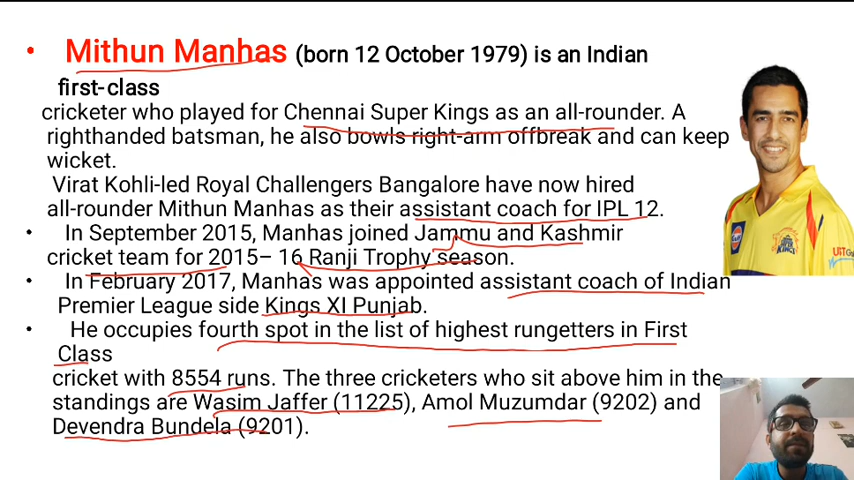 • Mithun Manhas (born 12 October 1979) is an Indian
first-class
cricketer who played for Chennai Super Kings as an all-rounder. A
righthanded batsman, he also bowls right-arm offbreak and can keep
wicket.
Virat Kohli-led Royal Challengers Bangalore have now hired
all-rounder Mithun Manhas as their assistant coach for IPL 12.
• In September 2015, Manhas joined Jammu and Kashmir
cricket team for 2015– 16 Ranji Trophy season.
• In February 2017, Manhas was appointed assistant coach of Indian
Premier League side Kings XI Punjab.
• He occupies fourth spot in the list of highest rungetters in First
Class
cricket with 8554 runs. The three cricketers who sit above him in the
standings are Wasim Jaffer (11225), Amol Muzumdar (9202) and
Devendra Bundela (9201).